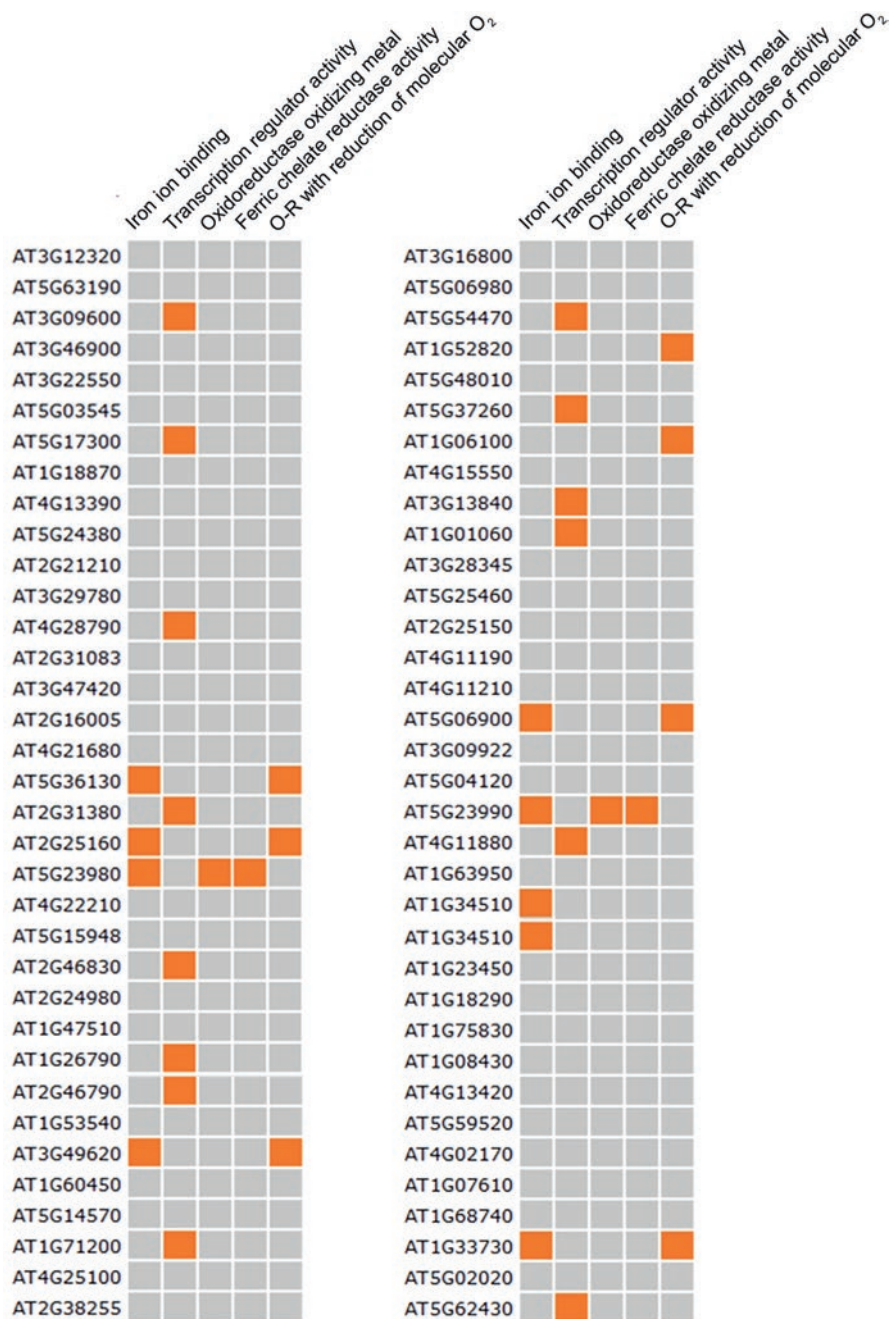 Iron ion binding
Transcription regulator activity
Oxidoreductase oxidizing metal
Ferric chelate reductase activity
O-R with reduction of molecular O₂
AT3G12320
AT5G63190
AT3G09600
AT3G46900
AT3G22550
AT5G03545
AT5G17300
AT1G18870
AT4G13390
AT5G24380
AT2G21210
AT3G29780
AT4G28790
AT2G31083
AT3G47420
AT2G16005
AT4G21680
AT5G36130
AT2G31380
AT2G25160
AT5G23980
AT4G22210
AT5G15948
AT2G46830
AT2G24980
AT1G47510
AT1G26790
AT2G46790
AT1G53540
AT3G49620
AT1G60450
AT5G14570
AT1G71200
AT4G25100
AT2G38255
Iron ion binding
Transcription regulator activity
Oxidoreductase oxidizing metal
Ferric chelate reductase activity
O-R with reduction of molecular O₂
AT3G16800
AT5G06980
AT5G54470
AT1G52820
AT5G48010
AT5G37260
AT1G06100
AT4G15550
AT3G13840
AT1G01060
AT3G28345
AT5G25460
AT2G25150
AT4G11190
AT4G11210
AT5G06900
AT3G09922
AT5G04120
AT5G23990
AT4G11880
AT1G63950
AT1G34510
AT1G34510
AT1G23450
AT1G18290
AT1G75830
AT1G08430
AT4G13420
AT5G59520
AT4G02170
AT1G07610
AT1G68740
AT1G33730
AT5G02020
AT5G62430